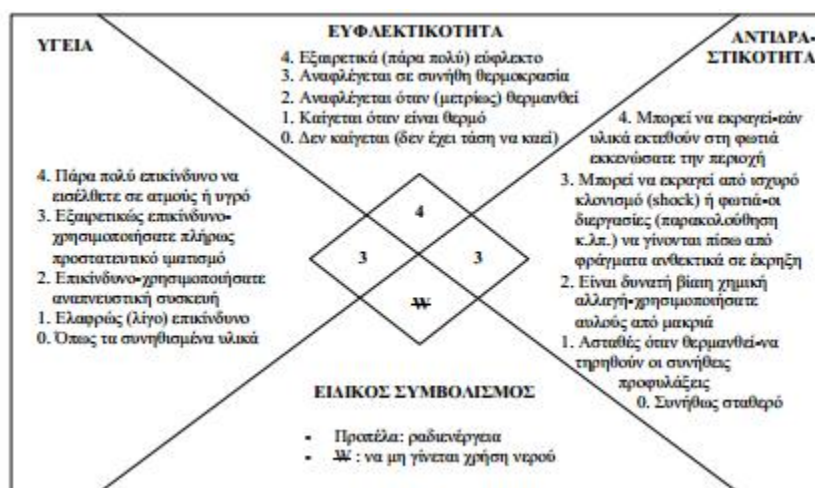 ΥΓΕΙΑ
4. Πάρα πολύ επικίνδυνο να
εισέλθετε σε ατμούς ή υγρό
3. Εξαιρετικώς επικίνδυνο-
χρησιμοποιήσατε πλήρως
προστατευτικό ιματισμό
2. Επικίνδυνο-χρησιμοποιήσατε
αναπνευστική συσκευή
1. Ελαφρώς (λίγο) επικίνδυνο
0. Όπως τα συνηθισμένα υλικά
ΕΥΦΛΕΚΤΙΚΟΤΗΤΑ
4. Εξαιρετικά (πάρα πολύ) εύφλεκτο
3. Αναφλέγεται σε συνήθη θερμοκρασία
2. Αναφλέγεται όταν (μετρίως) θερμανθεί
1. Καίγεται όταν είναι θερμό
0. Δεν καίγεται (δεν έχει τάση να καεί)
ΑΝΤΙΔΡΑ-
ΣΤΙΚΟΤΗΤΑ
4. Μπορεί να εκραγεί-εάν
υλικά εκτεθούν στη φωτιά
εκκενώσατε την περιοχή
3. Μπορεί να εκραγεί από ισχυρό
κλονισμό (shock) ή φωτιά-οι
διεργασίες (παρακολούθηση
κ.λπ.) να γίνονται πίσω από
φράγματα ανθεκτικά σε έκρηξη
2. Είναι δυνατή βίαιη χημική
αλλαγή-χρησιμοποιήσατε
αυλούς από μακριά
1. Ασταθές όταν θερμανθεί-να
τηρηθούν οι συνήθεις
προφυλάξεις
0. Συνήθως σταθερό
4
3 3
W
ΕΙΔΙΚΟΣ ΣΥΜΒΟΛΙΣΜΟΣ
- Προπέλα: ραδιενέργεια
- W : να μη γίνεται χρήση νερού